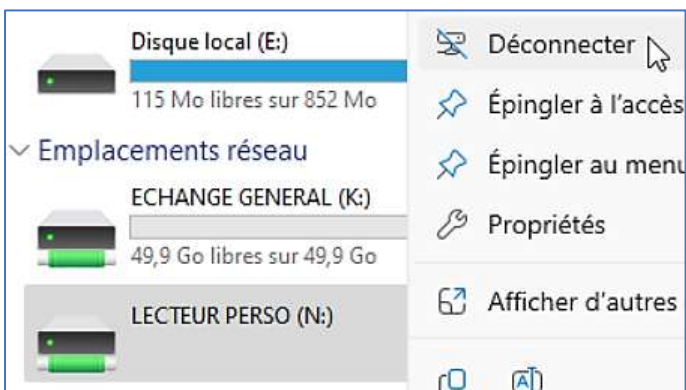 Disque local (E:)
115 Mo libres sur 852 Mo
Emplacements réseau
ECHANGE GENERAL (K:)
49,9 Go libres sur 49,9 Go
LECTEUR PERSO (N:)
Déconnecter
Épingler à l'accès
Épingler au menu
Propriétés
Afficher d'autres